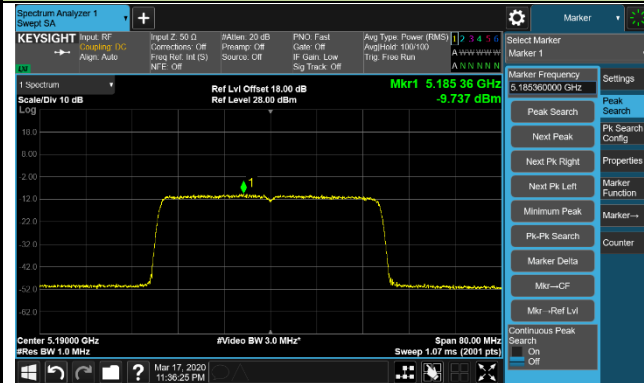 Spectrum Analyzer 1
Swept SA
+
Marker
KEYSIGHT Input: RF
Coupling: DC
Align: Auto
Input Z: 50 Ω
Corrections: Off
Freq Ref: Int (S)
NFE: Off
#Atten: 20 dB
Preamp: Off
Source: Off
PNO: Fast
Gate: Off
IF Gain: Low
Sig Track: Off
Avg Type: Power (RMS)
Avg|Hold: 100/100
Trig: Free Run
1 2 3 4 5 6
A W W W W W
A N N N N N
Select Marker
Marker 1
1 Spectrum
Scale/Div 10 dB
Log
Ref Lvl Offset 18.00 dB
Ref Level 28.00 dBm
Mkr1 5.185 36 GHz
-9.737 dBm
18.0
8.00
-2.00
-12.0
-22.0
-32.0
-42.0
-52.0
-62.0
1
Center 5.19000 GHz
#Res BW 1.0 MHz
#Video BW 3.0 MHz*
Span 80.00 MHz
Sweep 1.07 ms (2001 pts)
Marker Frequency
5.185360000 GHz
Peak Search
Next Peak
Next Pk Right
Next Pk Left
Minimum Peak
Pk-Pk Search
Marker Delta
Mkr→CF
Mkr→Ref Lvl
Continuous Peak
Search
On
Off
Settings
Peak
Search
Pk Search
Config
Properties
Marker
Function
Marker→
Counter
?
Mar 17, 2020
11:36:25 PM